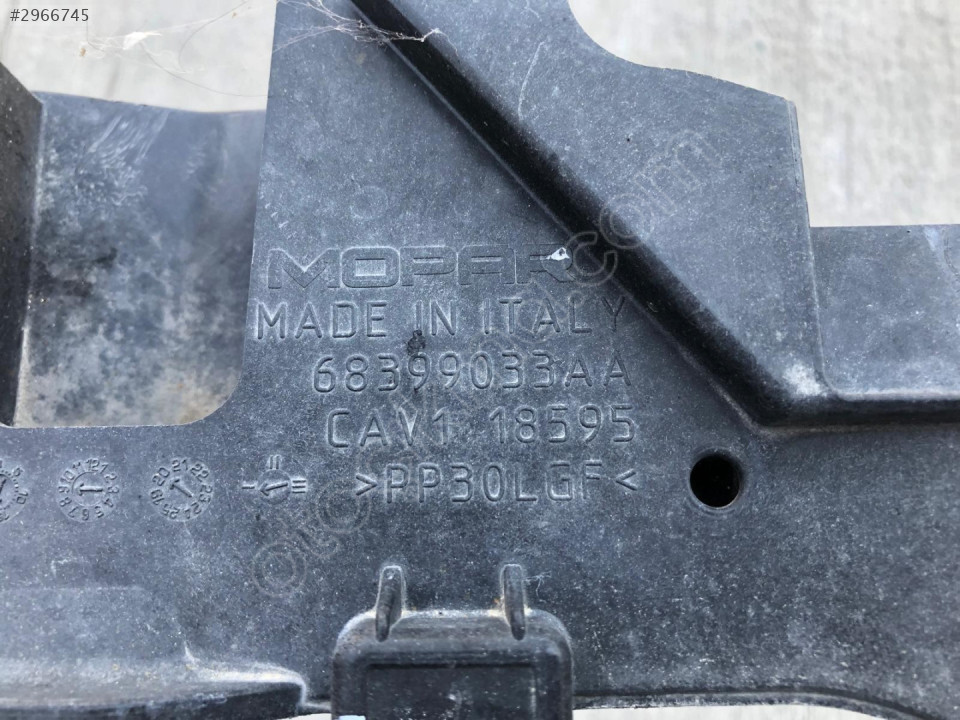 #2966745
MOPAR
MADE IN ITALY
68399033AA
CAV1 18595
>PP30LGF<